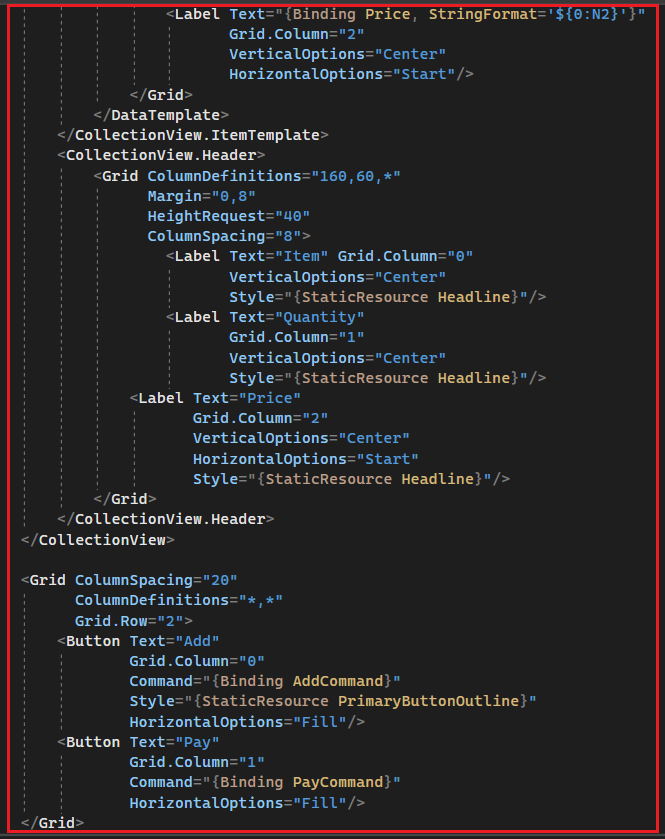 <Label Text="{Binding Price, StringFormat='${0:N2}'}"
Grid.Column="2"
VerticalOptions="Center"
HorizontalOptions="Start"/>
</Grid>
</DataTemplate>
</CollectionView.ItemTemplate>
<CollectionView.Header>
<Grid ColumnDefinitions="160,60,*"
Margin="0,8"
HeightRequest="40"
ColumnSpacing="8">
<Label Text="Item" Grid.Column="0"
VerticalOptions="Center"
Style="{StaticResource Headline}"/>
<Label Text="Quantity"
Grid.Column="1"
VerticalOptions="Center"
Style="{StaticResource Headline}"/>
<Label Text="Price"
Grid.Column="2"
VerticalOptions="Center"
HorizontalOptions="Start"
Style="{StaticResource Headline}"/>
</Grid>
</CollectionView.Header>
</CollectionView>
<Grid ColumnSpacing="20"
ColumnDefinitions="*,*"
Grid.Row="2">
<Button Text="Add"
Grid.Column="0"
Command="{Binding AddCommand}"
Style="{StaticResource PrimaryButtonOutline}"
HorizontalOptions="Fill"/>
<Button Text="Pay"
Grid.Column="1"
Command="{Binding PayCommand}"
HorizontalOptions="Fill"/>
</Grid>